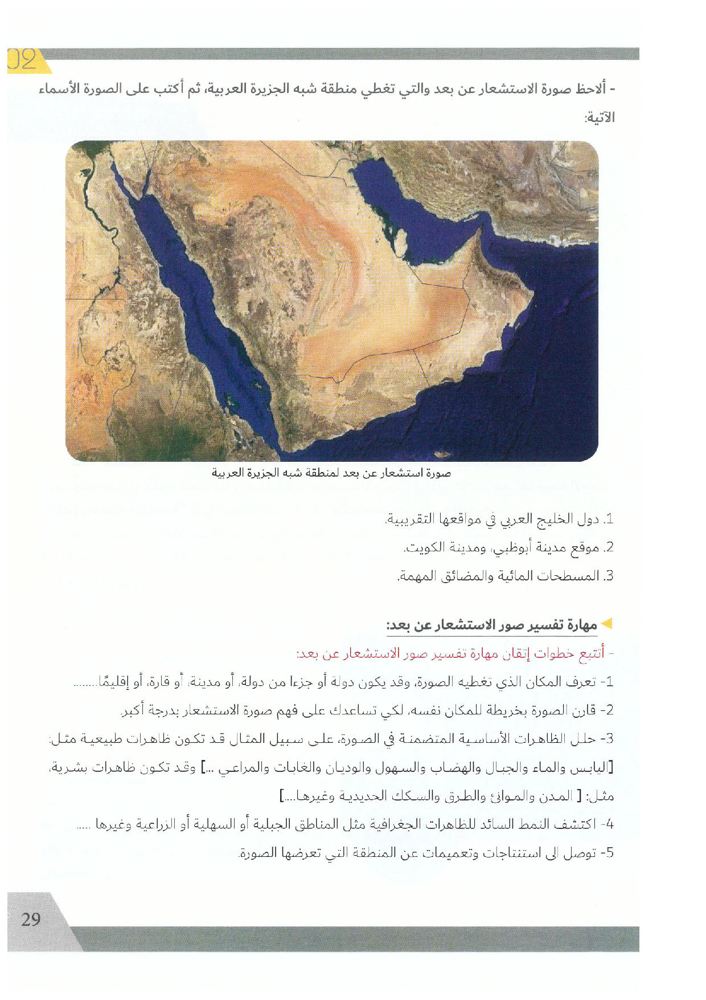 02
- ألاحظ صورة الاستشعار عن بعد والتي تغطي منطقة شبه الجزيرة العربية، ثم أكتب على الصورة الأسماء
الآتية:
صورة استشعار عن بعد لمنطقة شبه الجزيرة العربية
1. دول الخليج العربي في مواقعها التقريبية.
2. موقع مدينة أبوظبي، ومدينة الكويت.
3. المسطحات المائية والمضائق المهمة.
مهارة تفسير صور الاستشعار عن بعد:
- أتتبع خطوات إتقان مهارة تفسير صور الاستشعار عن بعد:
1- تعرف المكان الذي تغطيه الصورة، وقد يكون دولة أو جزءا من دولة، أو مدينة، أو قارة، أو إقليمًا........
2- قارن الصورة بخريطة للمكان نفسه، لكي تساعدك على فهم صورة الاستشعار بدرجة أكبر.
3- حلل الظاهرات الأساسية المتضمنة في الصورة، على سبيل المثال قد تكون ظاهرات طبيعية مثل:
[اليابس والماء والجبال والهضاب والسهول والوديان والغابات والمراعي ...] وقد تكون ظاهرات بشرية،
مثل: [ المدن والموانئ والطرق والسكك الحديدية وغيرها....]
4- اكتشف النمط السائد للظاهرات الجغرافية مثل المناطق الجبلية أو السهلية أو الزراعية وغيرها .....
5- توصل الى استنتاجات وتعميمات عن المنطقة التي تعرضها الصورة.
29